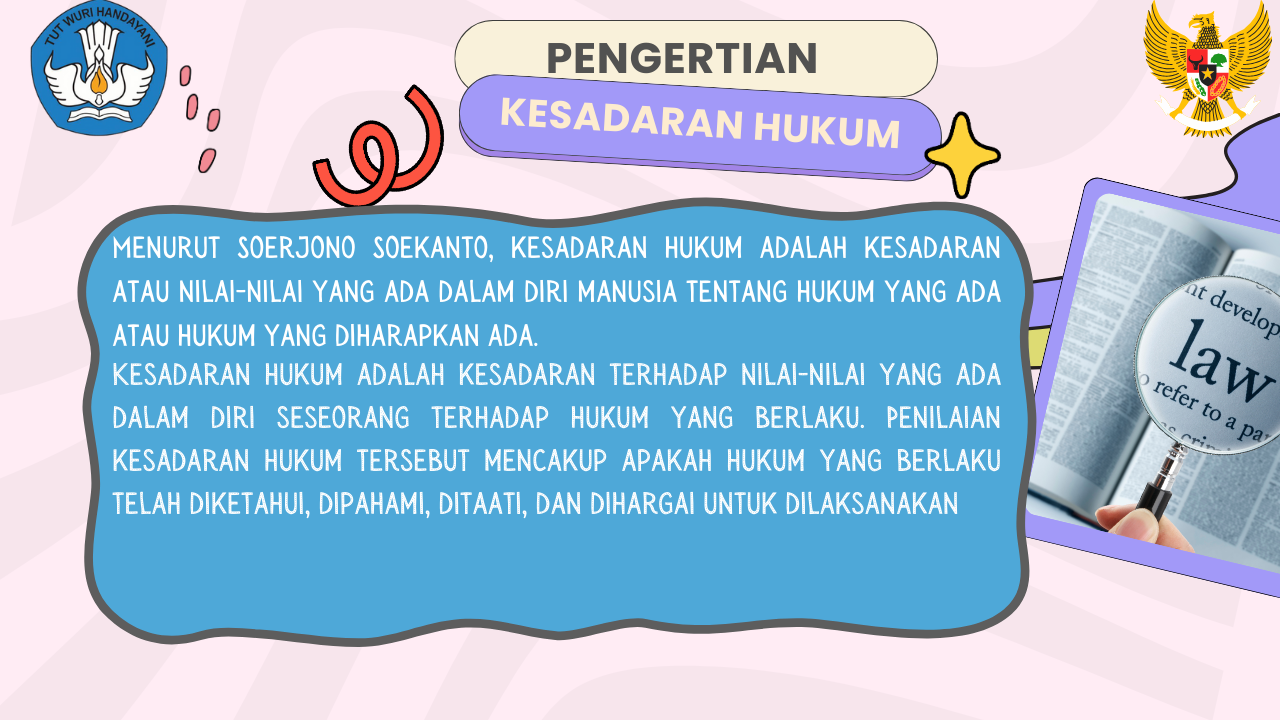 TUT WURI HANDAYANI
PENGERTIAN
KESADARAN HUKUM
MENURUT SOERJONO SOEKANTO, KESADARAN HUKUM ADALAH KESADARAN
ATAU NILAI-NILAI YANG ADA DALAM DIRI MANUSIA TENTANG HUKUM YANG ADA
ATAU HUKUM YANG DIHARAPKAN ADA.
KESADARAN HUKUM ADALAH KESADARAN TERHADAP NILAI-NILAI YANG ADA
DALAM DIRI SESEORANG TERHADAP HUKUM YANG BERLAKU. PENILAIAN
KESADARAN HUKUM TERSEBUT MENCAKUP APAKAH HUKUM YANG BERLAKU
TELAH DIKETAHUI, DIPAHAMI, DITAATI, DAN DIHARGAI UNTUK DILAKSANAKAN
law
refer to a